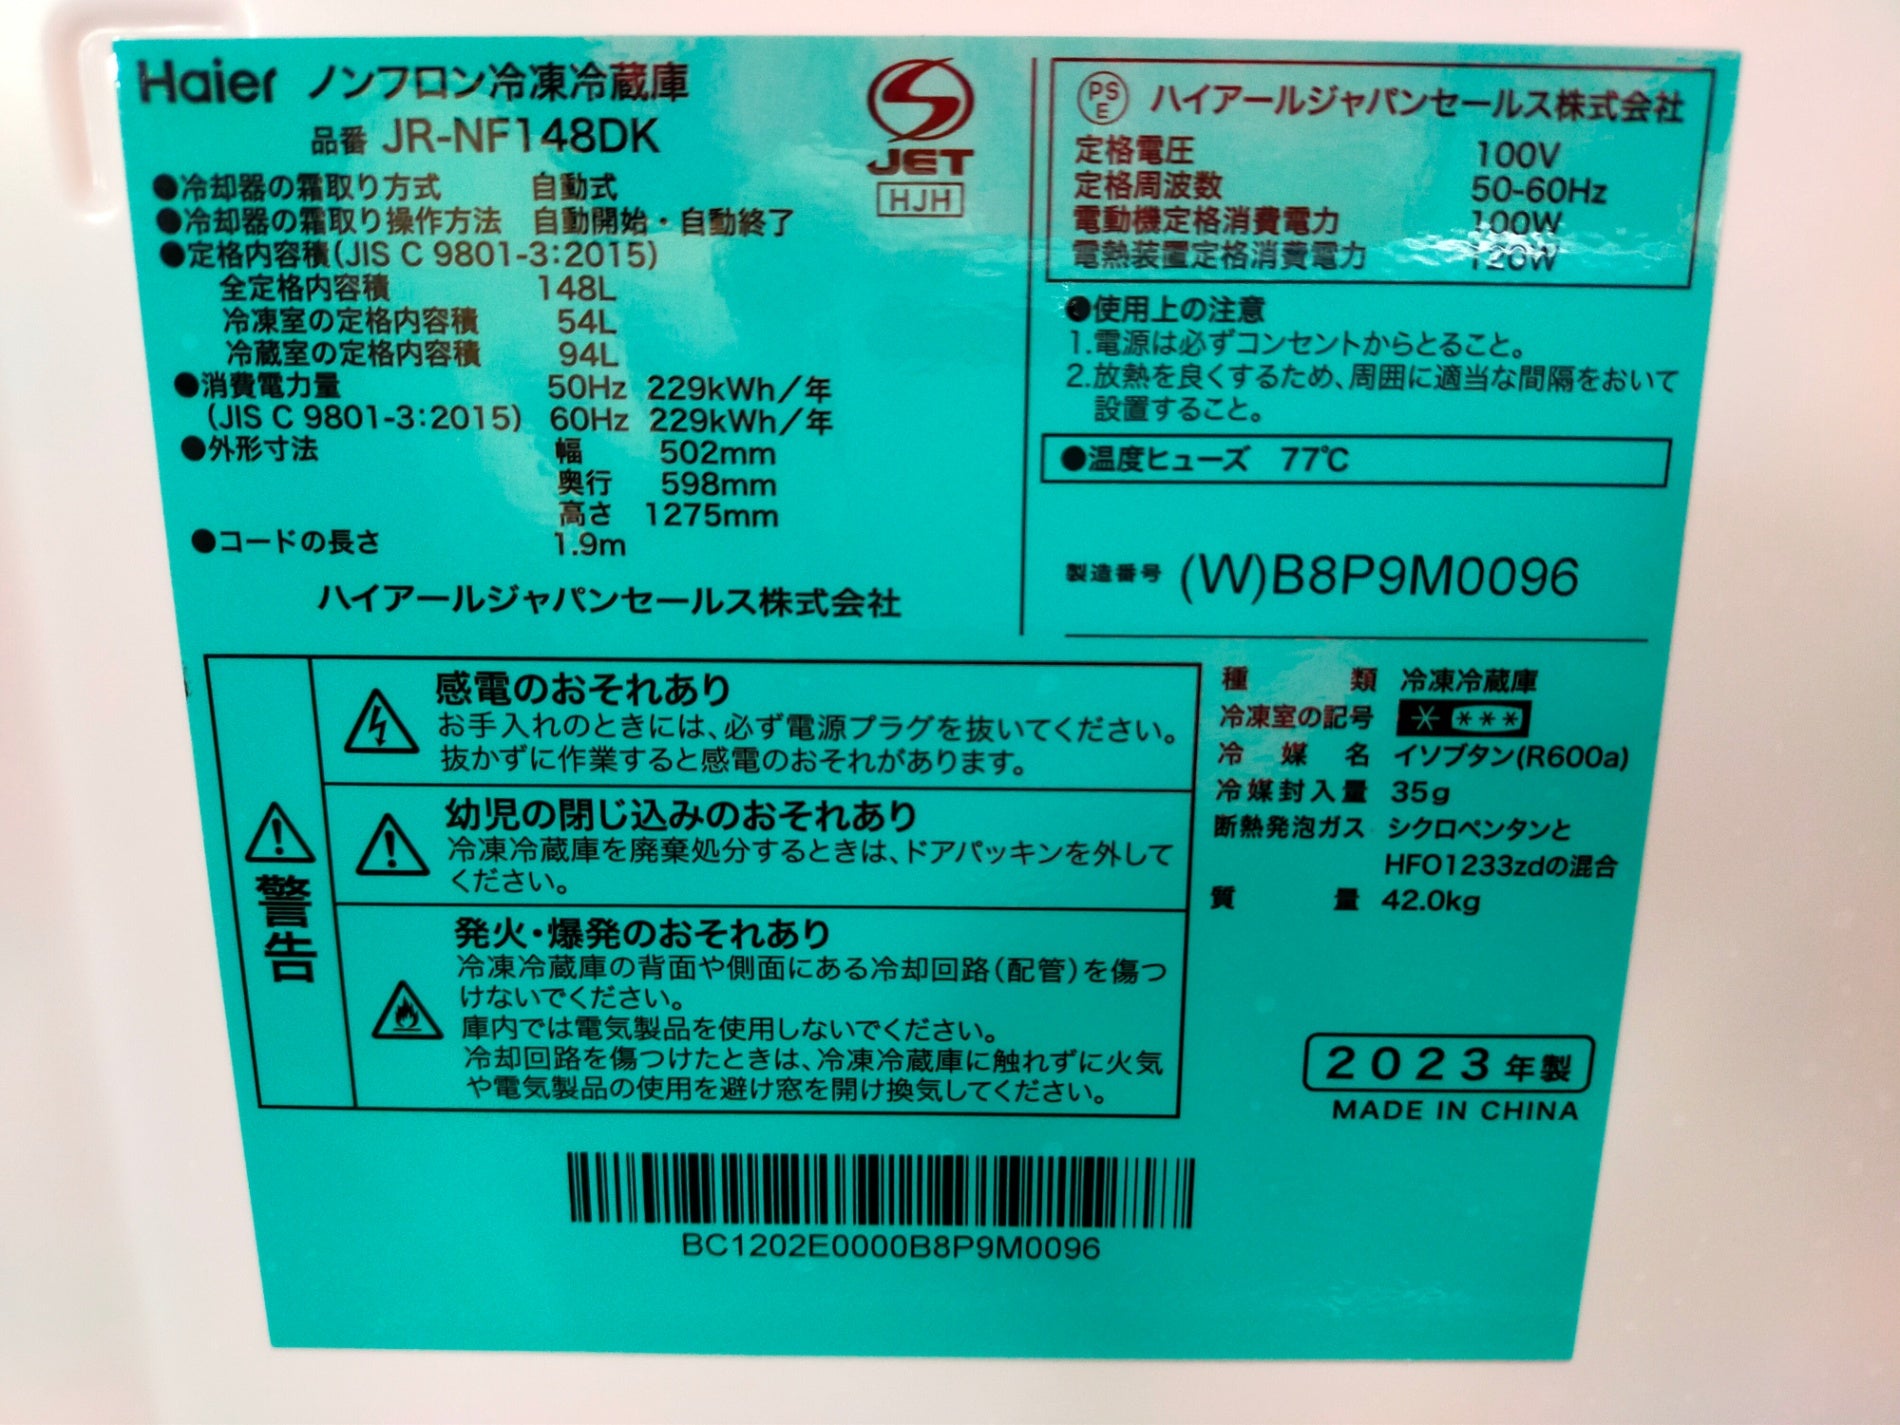 Haier ノンフロン冷凍冷蔵庫
品番 JR-NF148DK
●冷却器の霜取り方式 自動式
●冷却器の霜取り操作方法 自動開始・自動終了
●定格内容積(JIS C 9801-3:2015)
全定格内容積 148L
冷凍室の定格内容積 54L
冷蔵室の定格内容積 94L
●消費電力量 50Hz 229kWh/年
(JIS C 9801-3:2015) 60Hz 229kWh/年
●外形寸法 幅 502mm
奥行 598mm
高さ 1275mm
●コードの長さ 1.9m
ハイアールジャパンセールス株式会社
S
JET
HJH
PS
E
ハイアールジャパンセールス株式会社
定格電圧 100V
定格周波数 50-60Hz
電動機定格消費電力 100W
電熱装置定格消費電力 120W
●使用上の注意
1.電源は必ずコンセントからとること。
2.放熱を良くするため、周囲に適当な間隔をおいて
設置すること。
●温度ヒューズ 77℃
製造番号 (W)B8P9M0096
種類 冷凍冷蔵庫
冷凍室の記号 * ***
冷媒名 イソブタン(R600a)
冷媒封入量 35g
断熱発泡ガス シクロペンタンと
HFO1233zdの混合
質量 42.0kg
警告
感電のおそれあり
お手入れのときには、必ず電源プラグを抜いてください。
抜かずに作業すると感電のおそれがあります。
幼児の閉じ込みのおそれあり
冷凍冷蔵庫を廃棄処分するときは、ドアパッキンを外して
ください。
発火・爆発のおそれあり
冷凍冷蔵庫の背面や側面にある冷却回路(配管)を傷つ
けないでください。
庫内では電気製品を使用しないでください。
冷却回路を傷つけたときは、冷凍冷蔵庫に触れずに火気
や電気製品の使用を避け窓を開け換気してください。
2023年製
MADE IN CHINA
BC1202E0000B8P9M0096